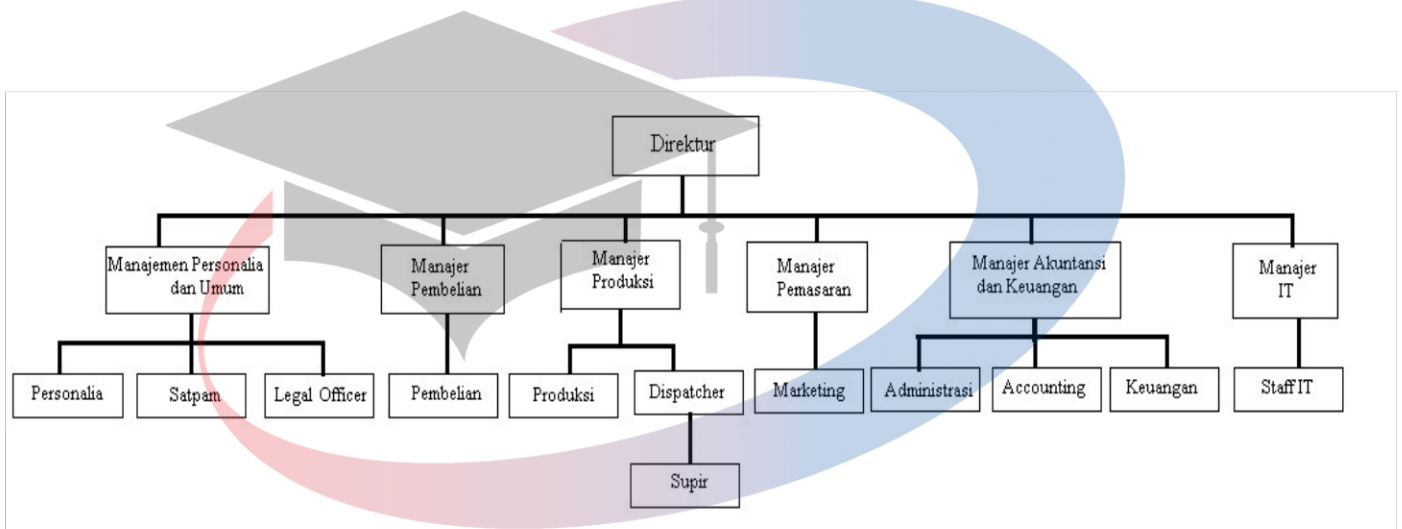 Direktur
Manajemen Personalia
dan Umum
Manajer
Pembelian
Manajer
Produksi
Manajer
Pemasaran
Manajer Akuntansi
dan Keuangan
Manajer
IT
Personalia
Satpam
Legal Officer
Pembelian
Produksi
Dispatcher
Marketing
Administrasi
Accounting
Keuangan
Staff IT
Supir